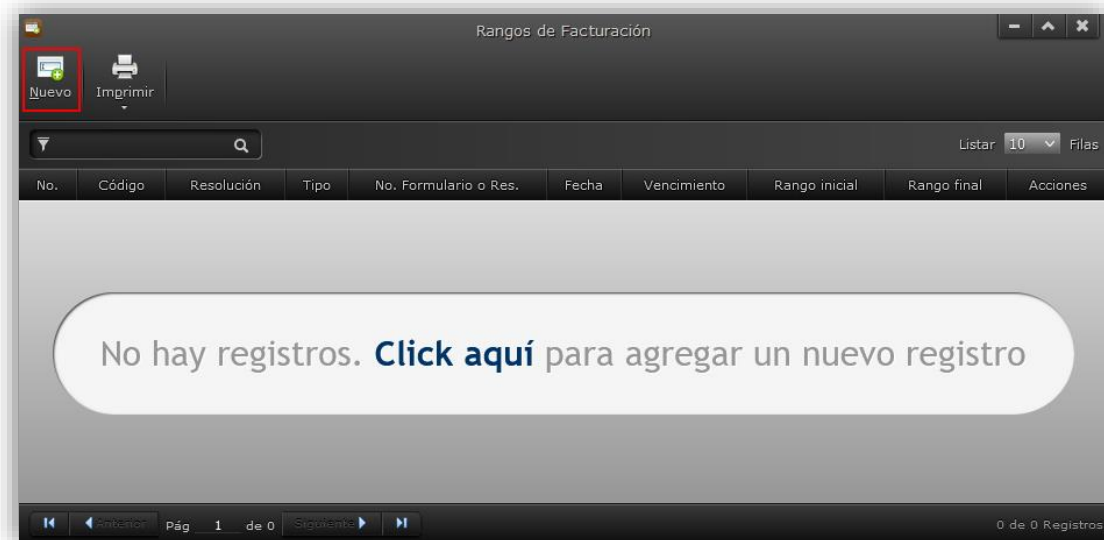 Rangos de Facturación
Nuevo Imprimir
Listar 10 Filas
No. Código Resolución Tipo No. Formulario o Res. Fecha Vencimiento Rango inicial Rango final Acciones
No hay registros. Click aquí para agregar un nuevo registro
Anterior Pág 1 de 0 Siguiente 0 de 0 Registros